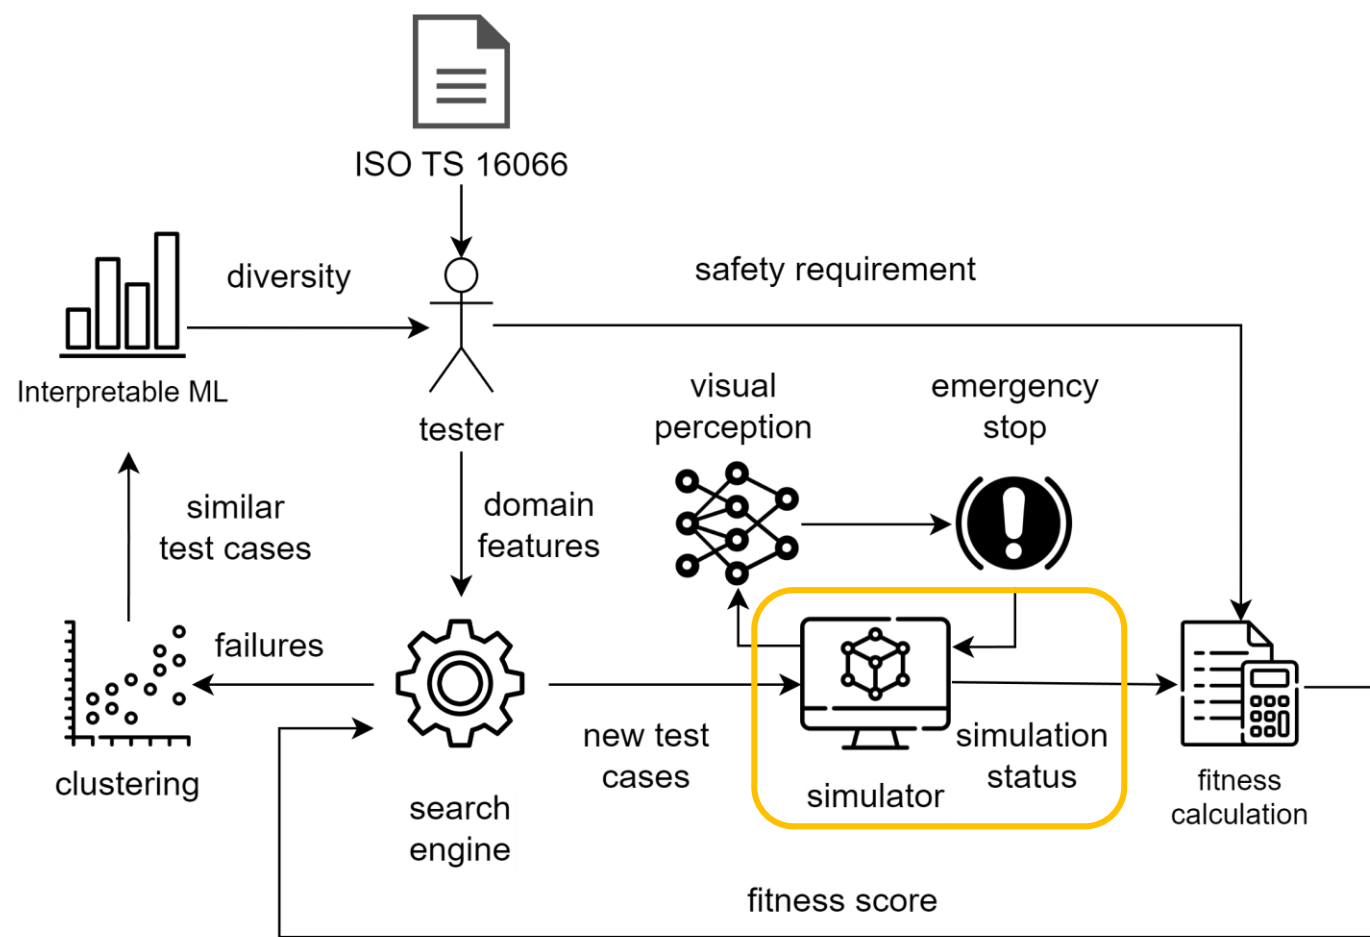 ISO TS 16066
diversity
safety requirement
Interpretable ML
tester
visual
perception
emergency
stop
similar
test cases
domain
features
failures
new test
cases
simulation
status
simulator
clustering
search
engine
fitness
calculation
fitness score